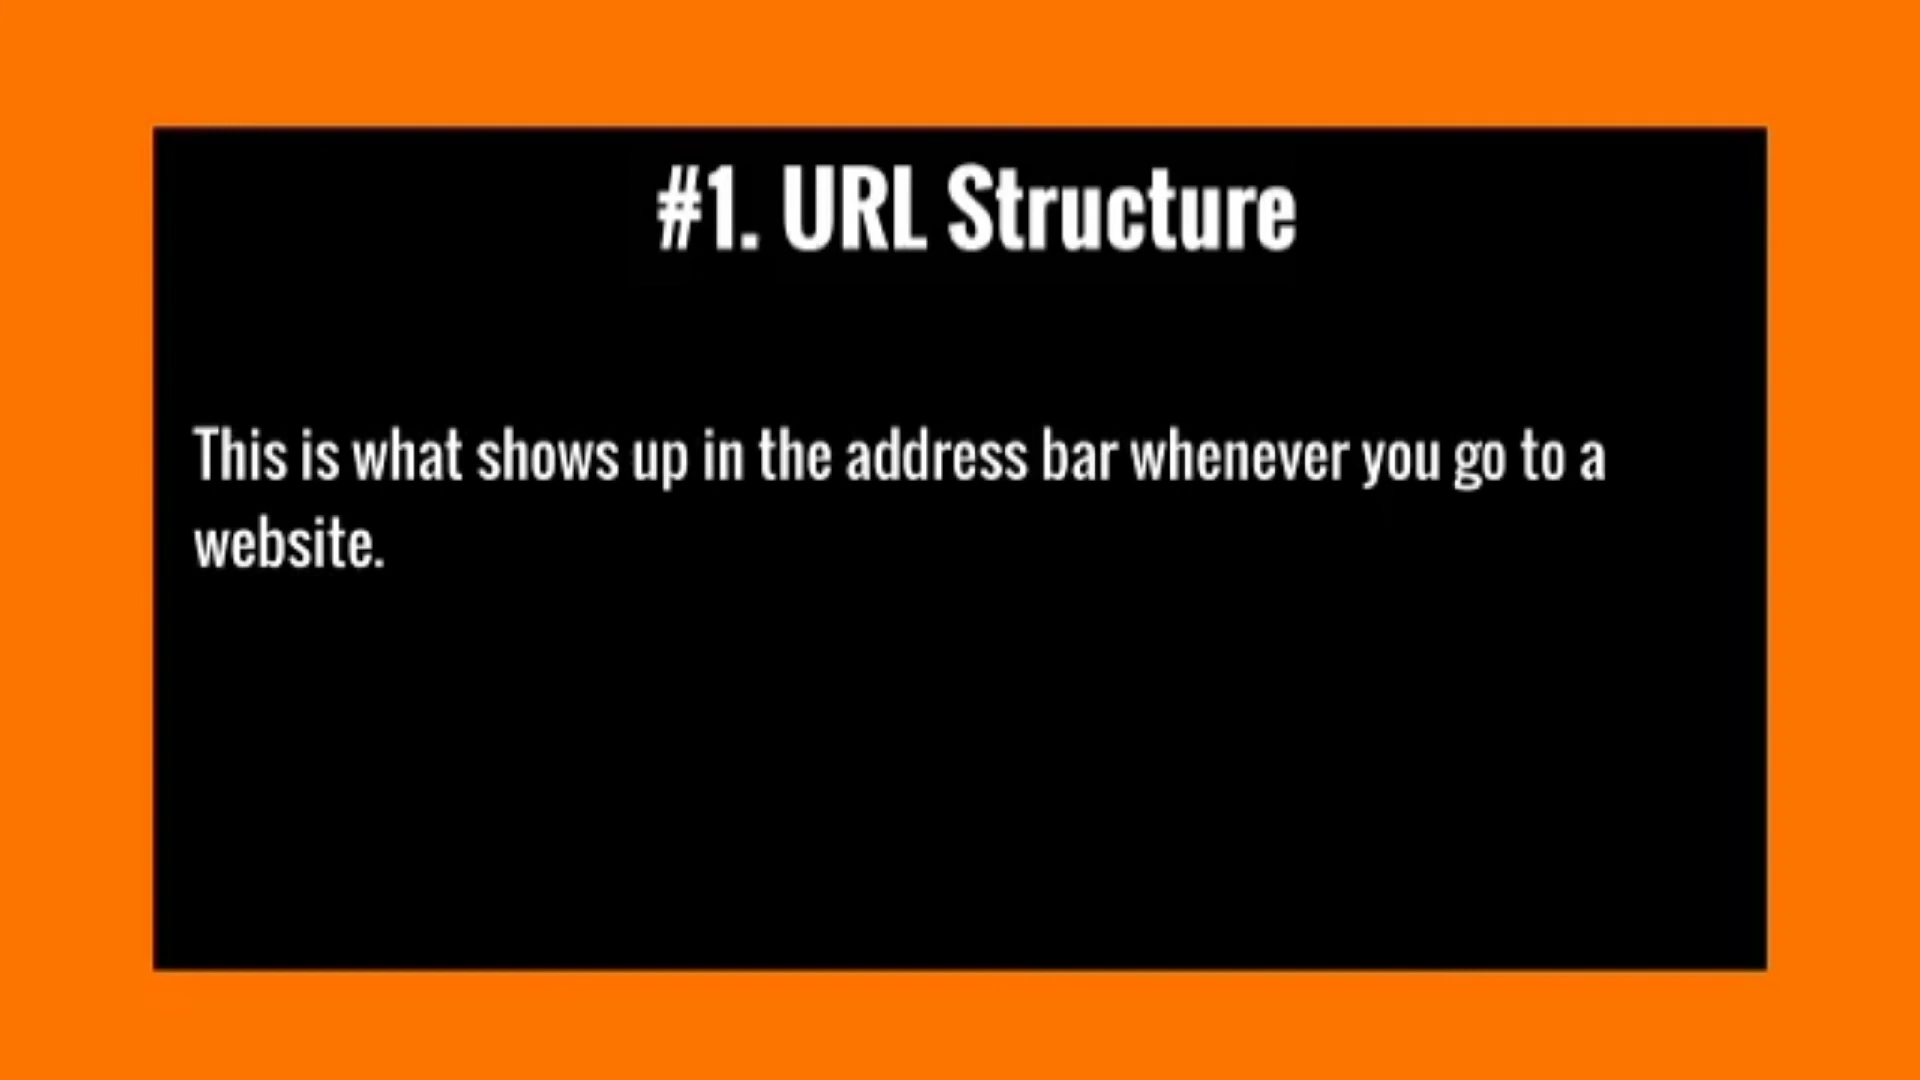 #1. URL Structure
This is what shows up in the address bar whenever you go to a
website.